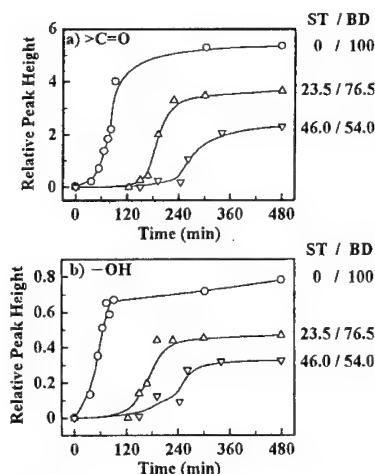 ST / BD
a) >C=O
0 / 100
23.5/76.5
46.0/54.0
Relative Peak Height
6
4
2
0
0 120 240 360 480
Time (min)
ST / BD
b) −OH
0 / 100
23.5/76.5
46.0/54.0
Relative Peak Height
0.8
0.6
0.4
0.2
0
0 120 240 360 480
Time (min)